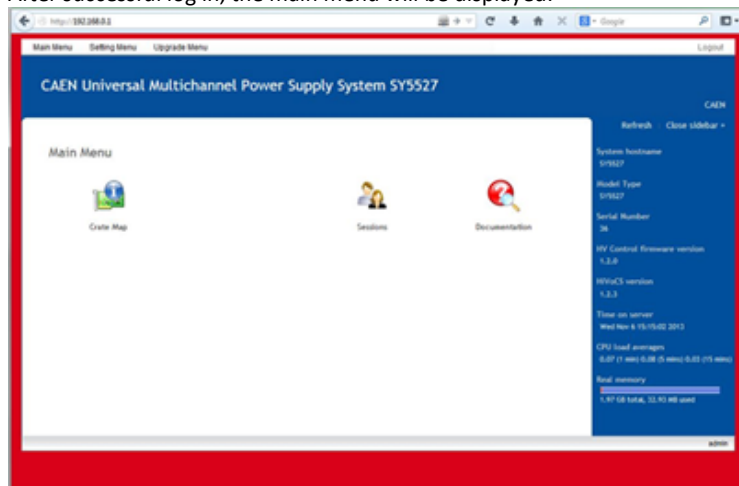 After successful log in, the main menu will be displayed:
http://192.168.0.1
Google
Main Menu Setting Menu Upgrade Menu Logout
CAEN Universal Multichannel Power Supply System SY5527
CAEN
Refresh Close sidebar
Main Menu
Crate Map
Sessions
Documentation
System hostname
SY5527
Model Type
SY5527
Serial Number
36
HV Control firmware version
1.2.0
HiVoCS version
1.2.3
Time on server
Wed Nov 6 15:15:02 2013
CPU load averages
0.07 (1 min) 0.08 (5 mins) 0.03 (15 mins)
Real memory
1.97 GB total, 32.93 MB used
admin